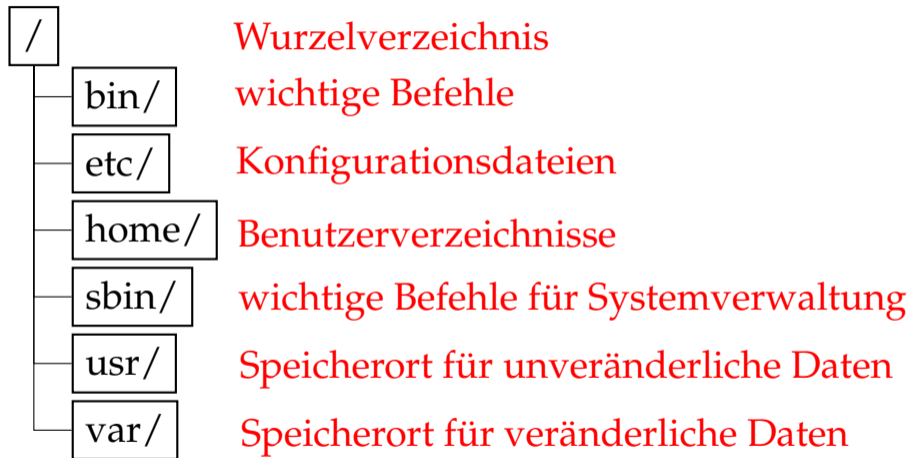 / Wurzelverzeichnis
bin/ wichtige Befehle
etc/ Konfigurationsdateien
home/ Benutzerverzeichnisse
sbin/ wichtige Befehle für Systemverwaltung
usr/ Speicherort für unveränderliche Daten
var/ Speicherort für veränderliche Daten